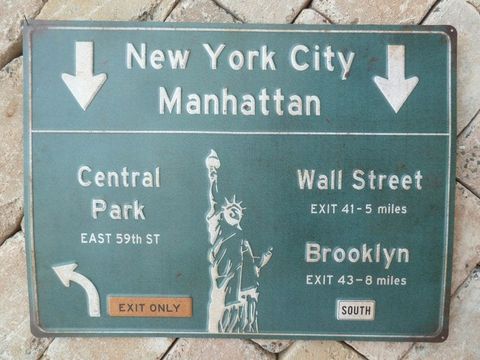 New York City
Manhattan
Central
Park
EAST 59th ST
EXIT ONLY
Wall Street
EXIT 41-5 miles
Brooklyn
EXIT 43-8 miles
SOUTH